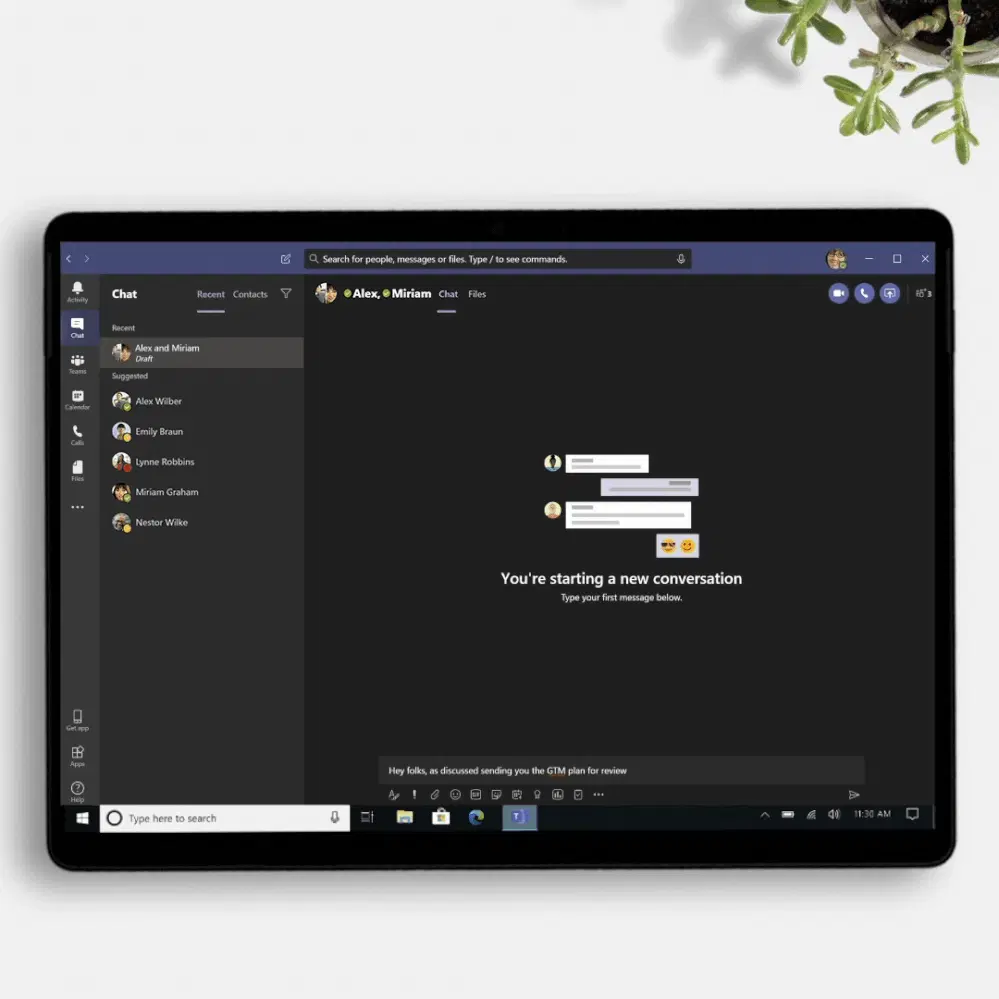 Search for people, messages or files. Type / to see commands.
Activity
Chat
Teams
Calendar
Calls
Files
Get app
Apps
Help
Chat
Recent Contacts
Recent
Alex and Miriam
Draft
Suggested
Alex Wilber
Emily Braun
Lynne Robbins
Miriam Graham
Nestor Wilke
Alex, Miriam Chat Files
3
You're starting a new conversation
Type your first message below.
Hey folks, as discussed sending you the GTM plan for review
Type here to search
11:30 AM